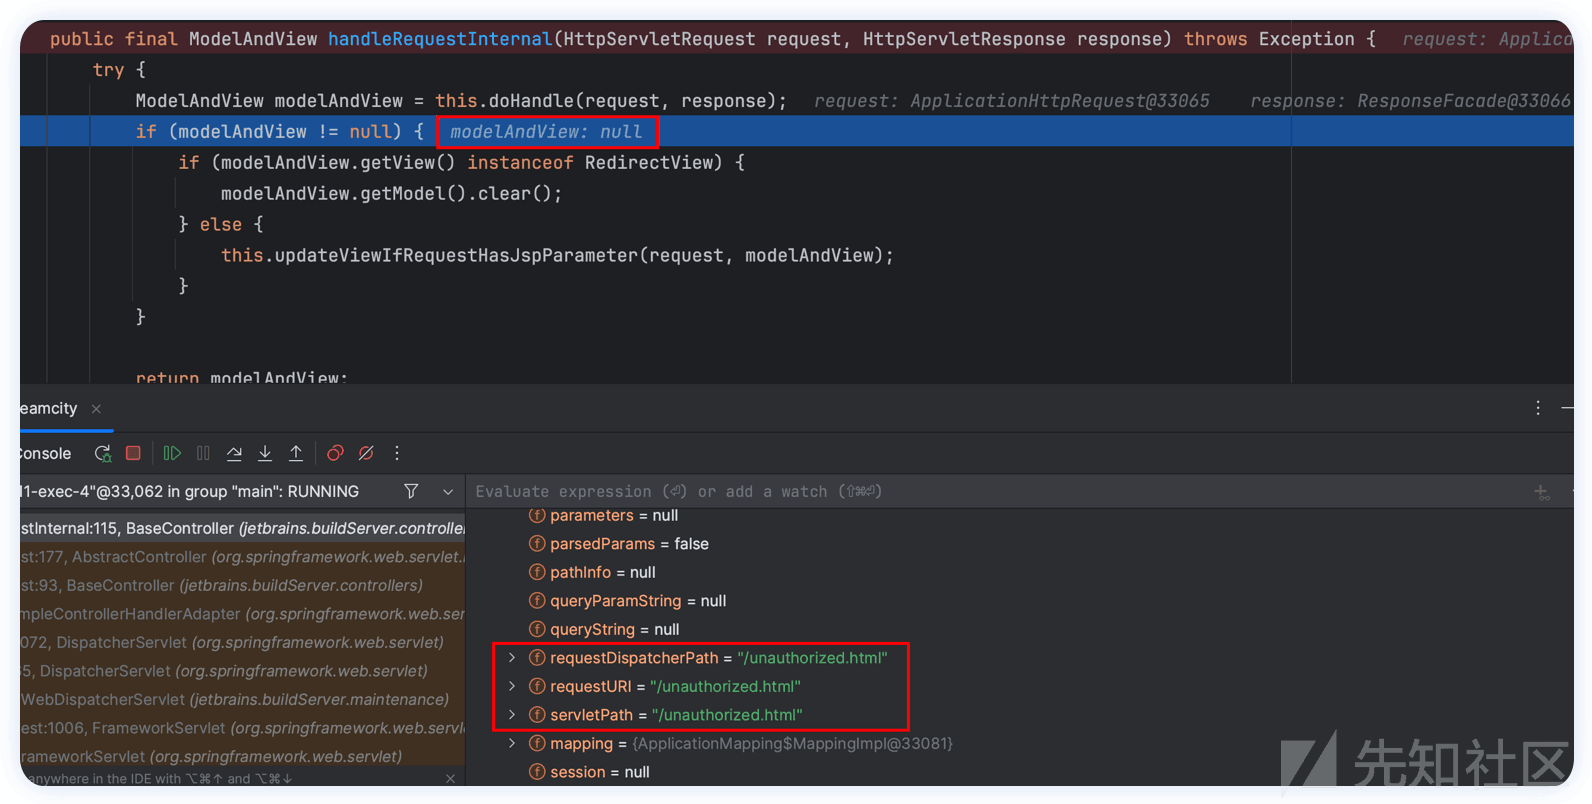 public final ModelAndView handleRequestInternal(HttpServletRequest request, HttpServletResponse response) throws Exception { request: Applica
try {
ModelAndView modelAndView = this.doHandle(request, response); request: ApplicationHttpRequest@33065 response: ResponseFacade@33066
if (modelAndView != null) { modelAndView: null
if (modelAndView.getView() instanceof RedirectView) {
modelAndView.getModel().clear();
} else {
this.updateViewIfRequestHasJspParameter(request, modelAndView);
}
}
return modelAndView;
eamcity
Console
11-exec-4"@33,062 in group "main": RUNNING
Evaluate expression (⏎) or add a watch (⇧⌘⏎)
stInternal:115, BaseController (jetbrains.buildServer.controller
st:177, AbstractController (org.springframework.web.servlet.
st:93, BaseController (jetbrains.buildServer.controllers)
mpleControllerHandlerAdapter (org.springframework.web.ser
072, DispatcherServlet (org.springframework.web.servlet)
5, DispatcherServlet (org.springframework.web.servlet)
WebDispatcherServlet (jetbrains.buildServer.maintenance)
est:1006, FrameworkServlet (org.springframework.web.servl
rameworkServlet (org.springframework.web.servlet)
anywhere in the IDE with ⌥⌘↑ and ⌥⌘↓
parameters = null
parsedParams = false
pathInfo = null
queryParamString = null
queryString = null
requestDispatcherPath = "/unauthorized.html"
requestURI = "/unauthorized.html"
servletPath = "/unauthorized.html"
mapping = {ApplicationMapping$MappingImpl@33081}
session = null
先知社区